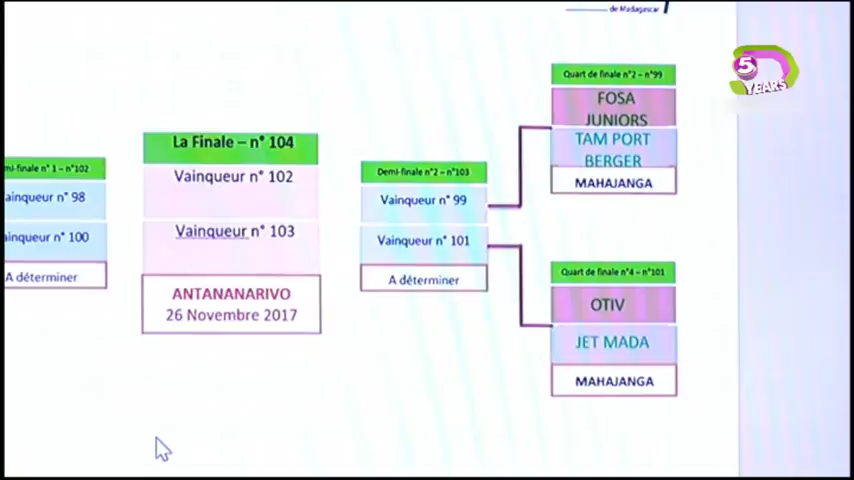 de Madagascar
5
YEARS
Quart de finale n°2 – n°99
FOSA
JUNIORS
TAM PORT
BERGER
MAHAJANGA
La Finale – n° 104
Vainqueur n° 102
Vainqueur n° 103
ANTANANARIVO
26 Novembre 2017
mi-finale n° 1 – n°102
ainqueur n° 98
ainqueur n° 100
A déterminer
Demi-finale n°2 – n°103
Vainqueur n° 99
Vainqueur n° 101
A déterminer
Quart de finale n°4 – n°101
OTIV
JET MADA
MAHAJANGA